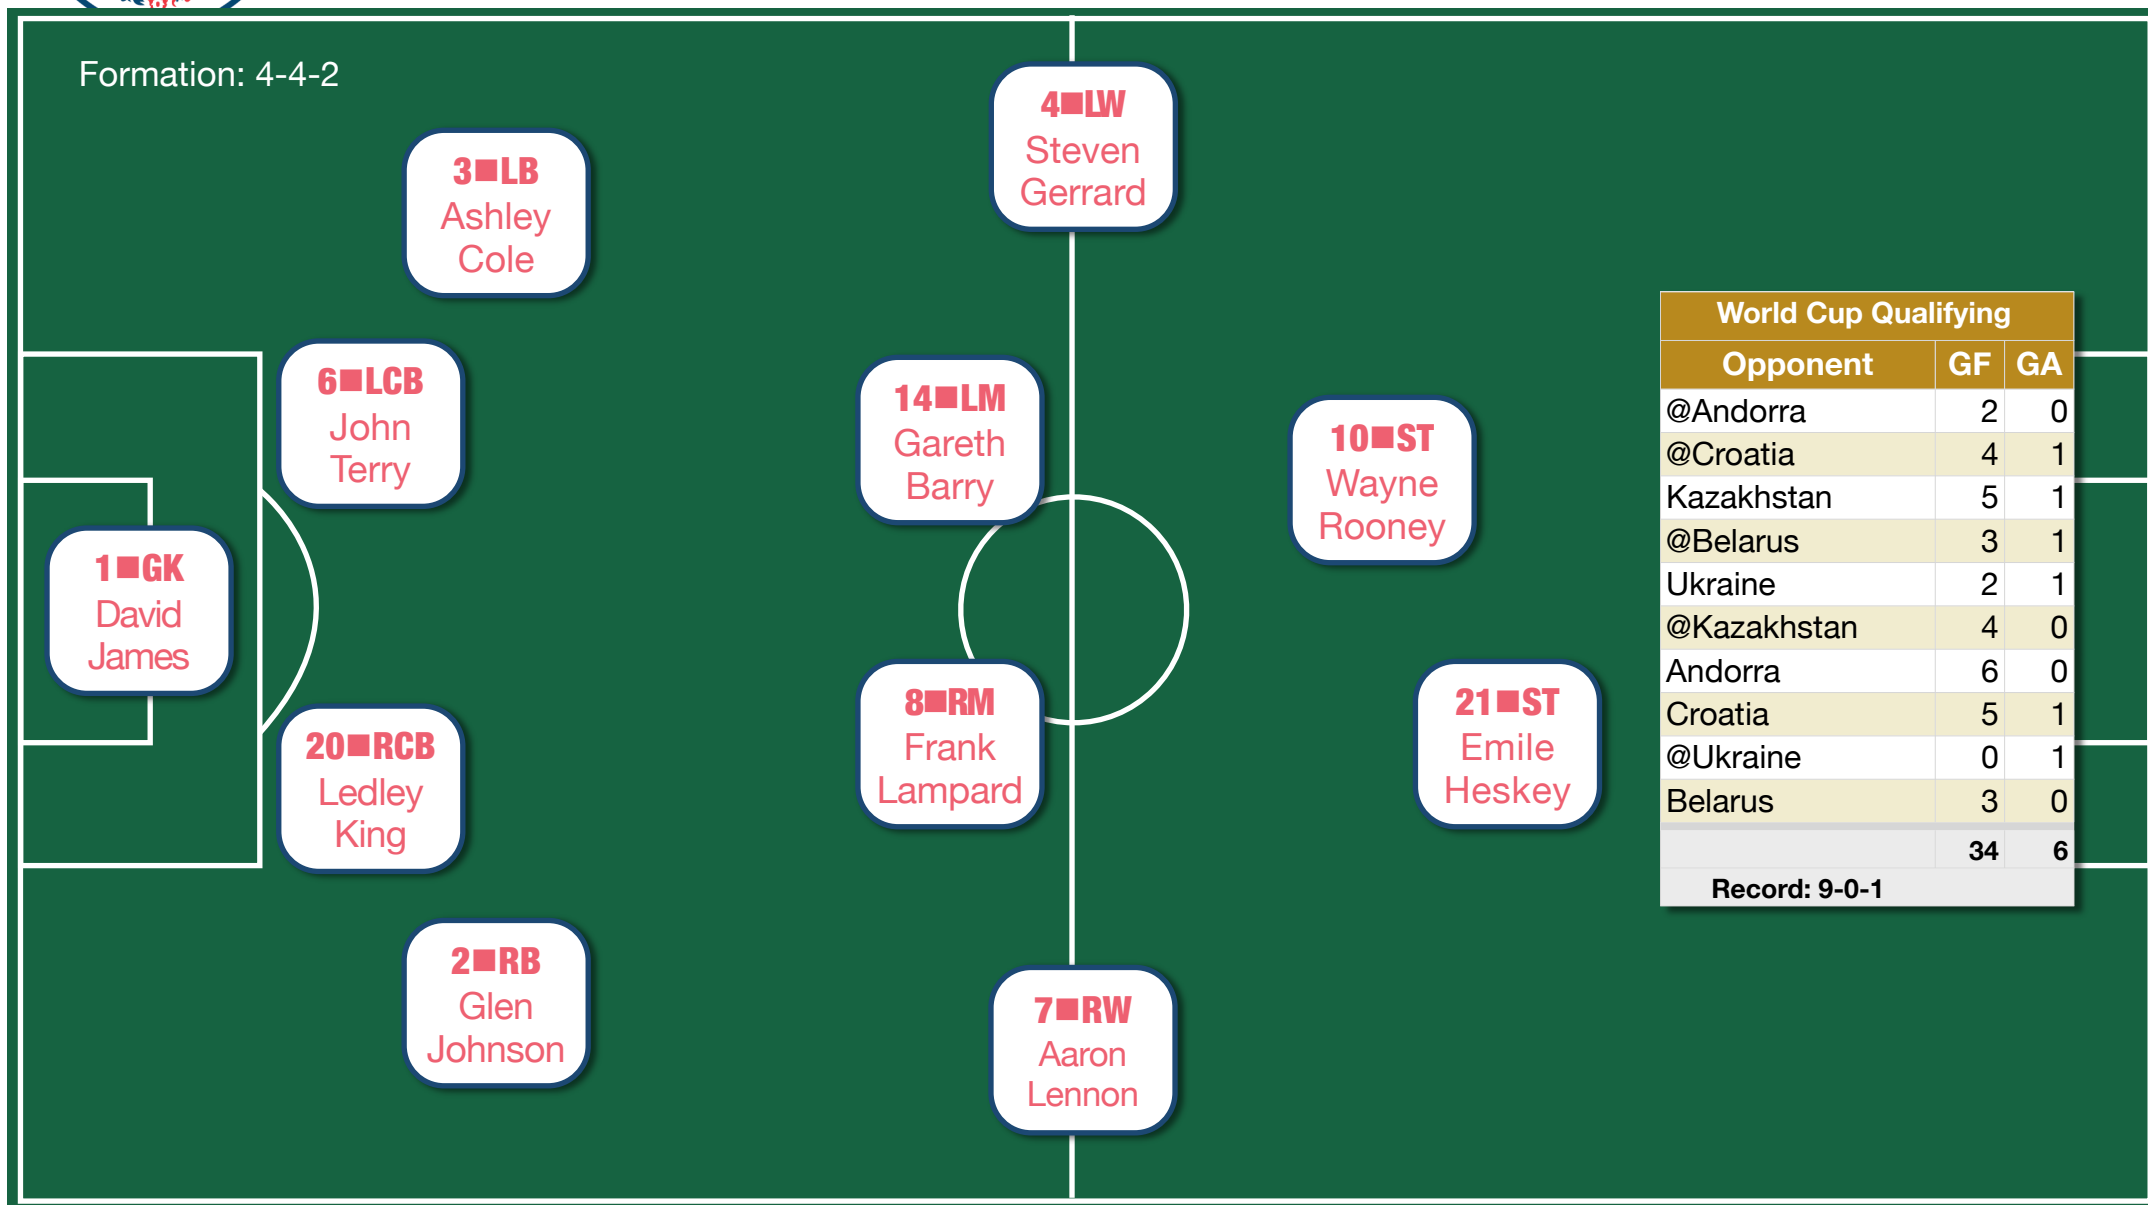 Formation: 4-4-2
4■LW
Steven
Gerrard
3■LB
Ashley
Cole
6■LCB
John
Terry
14■LM
Gareth
Barry
10■ST
Wayne
Rooney
1■GK
David
James
20■RCB
Ledley
King
8■RM
Frank
Lampard
21■ST
Emile
Heskey
2■RB
Glen
Johnson
7■RW
Aaron
Lennon
World Cup Qualifying
Opponent GF GA
@Andorra 2 0
@Croatia 4 1
Kazakhstan 5 1
@Belarus 3 1
Ukraine 2 1
@Kazakhstan 4 0
Andorra 6 0
Croatia 5 1
@Ukraine 0 1
Belarus 3 0
34 6
Record: 9-0-1